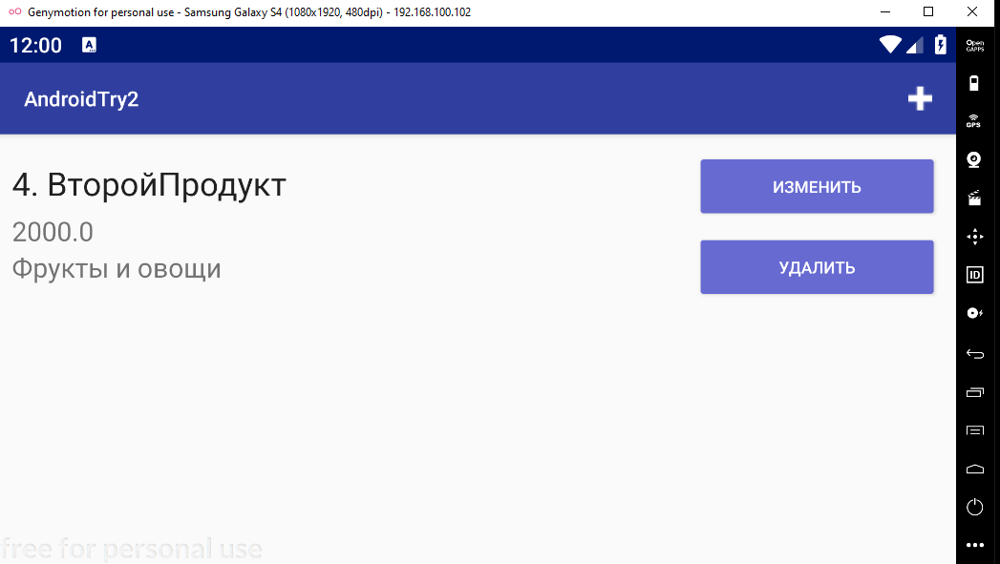 Genymotion for personal use - Samsung Galaxy S4 (1080x1920, 480dpi) - 192.168.100.102
12:00
A
Open GAPPS
AndroidTry2
GPS
4. ВторойПродукт
ИЗМЕНИТЬ
2000.0
Фрукты и овощи
УДАЛИТЬ
ID
free for personal use